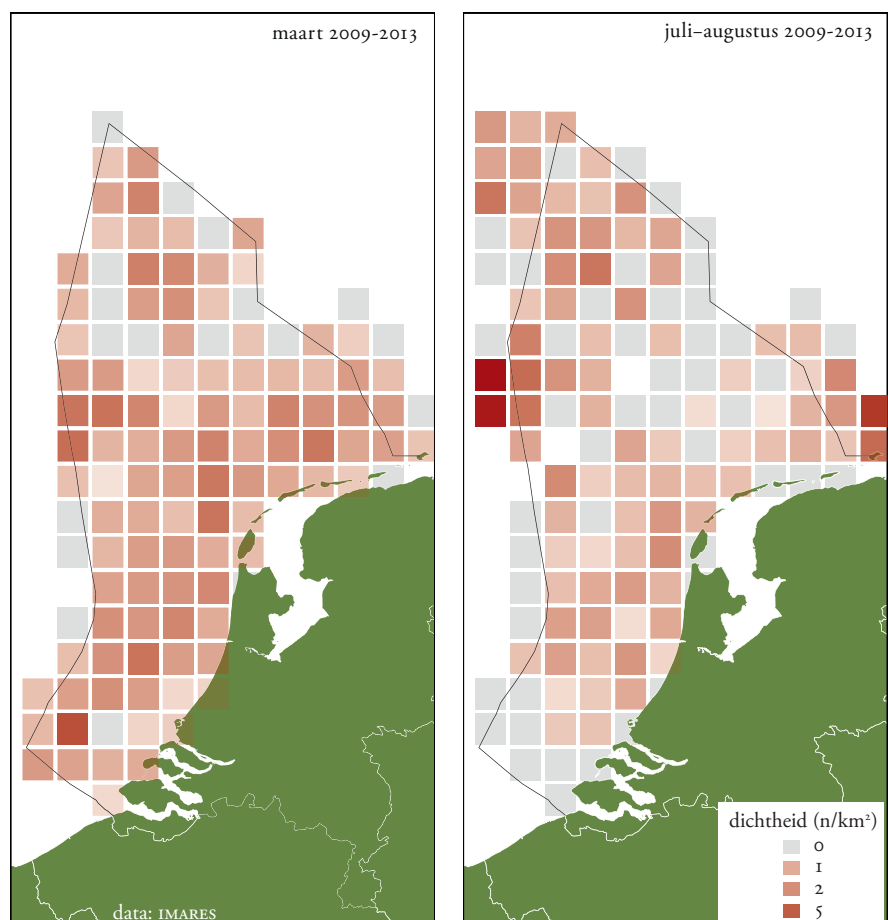 maart 2009-2013
juli–augustus 2009-2013
dichtheid (n/km²)
0
1
2
5
data: IMARES